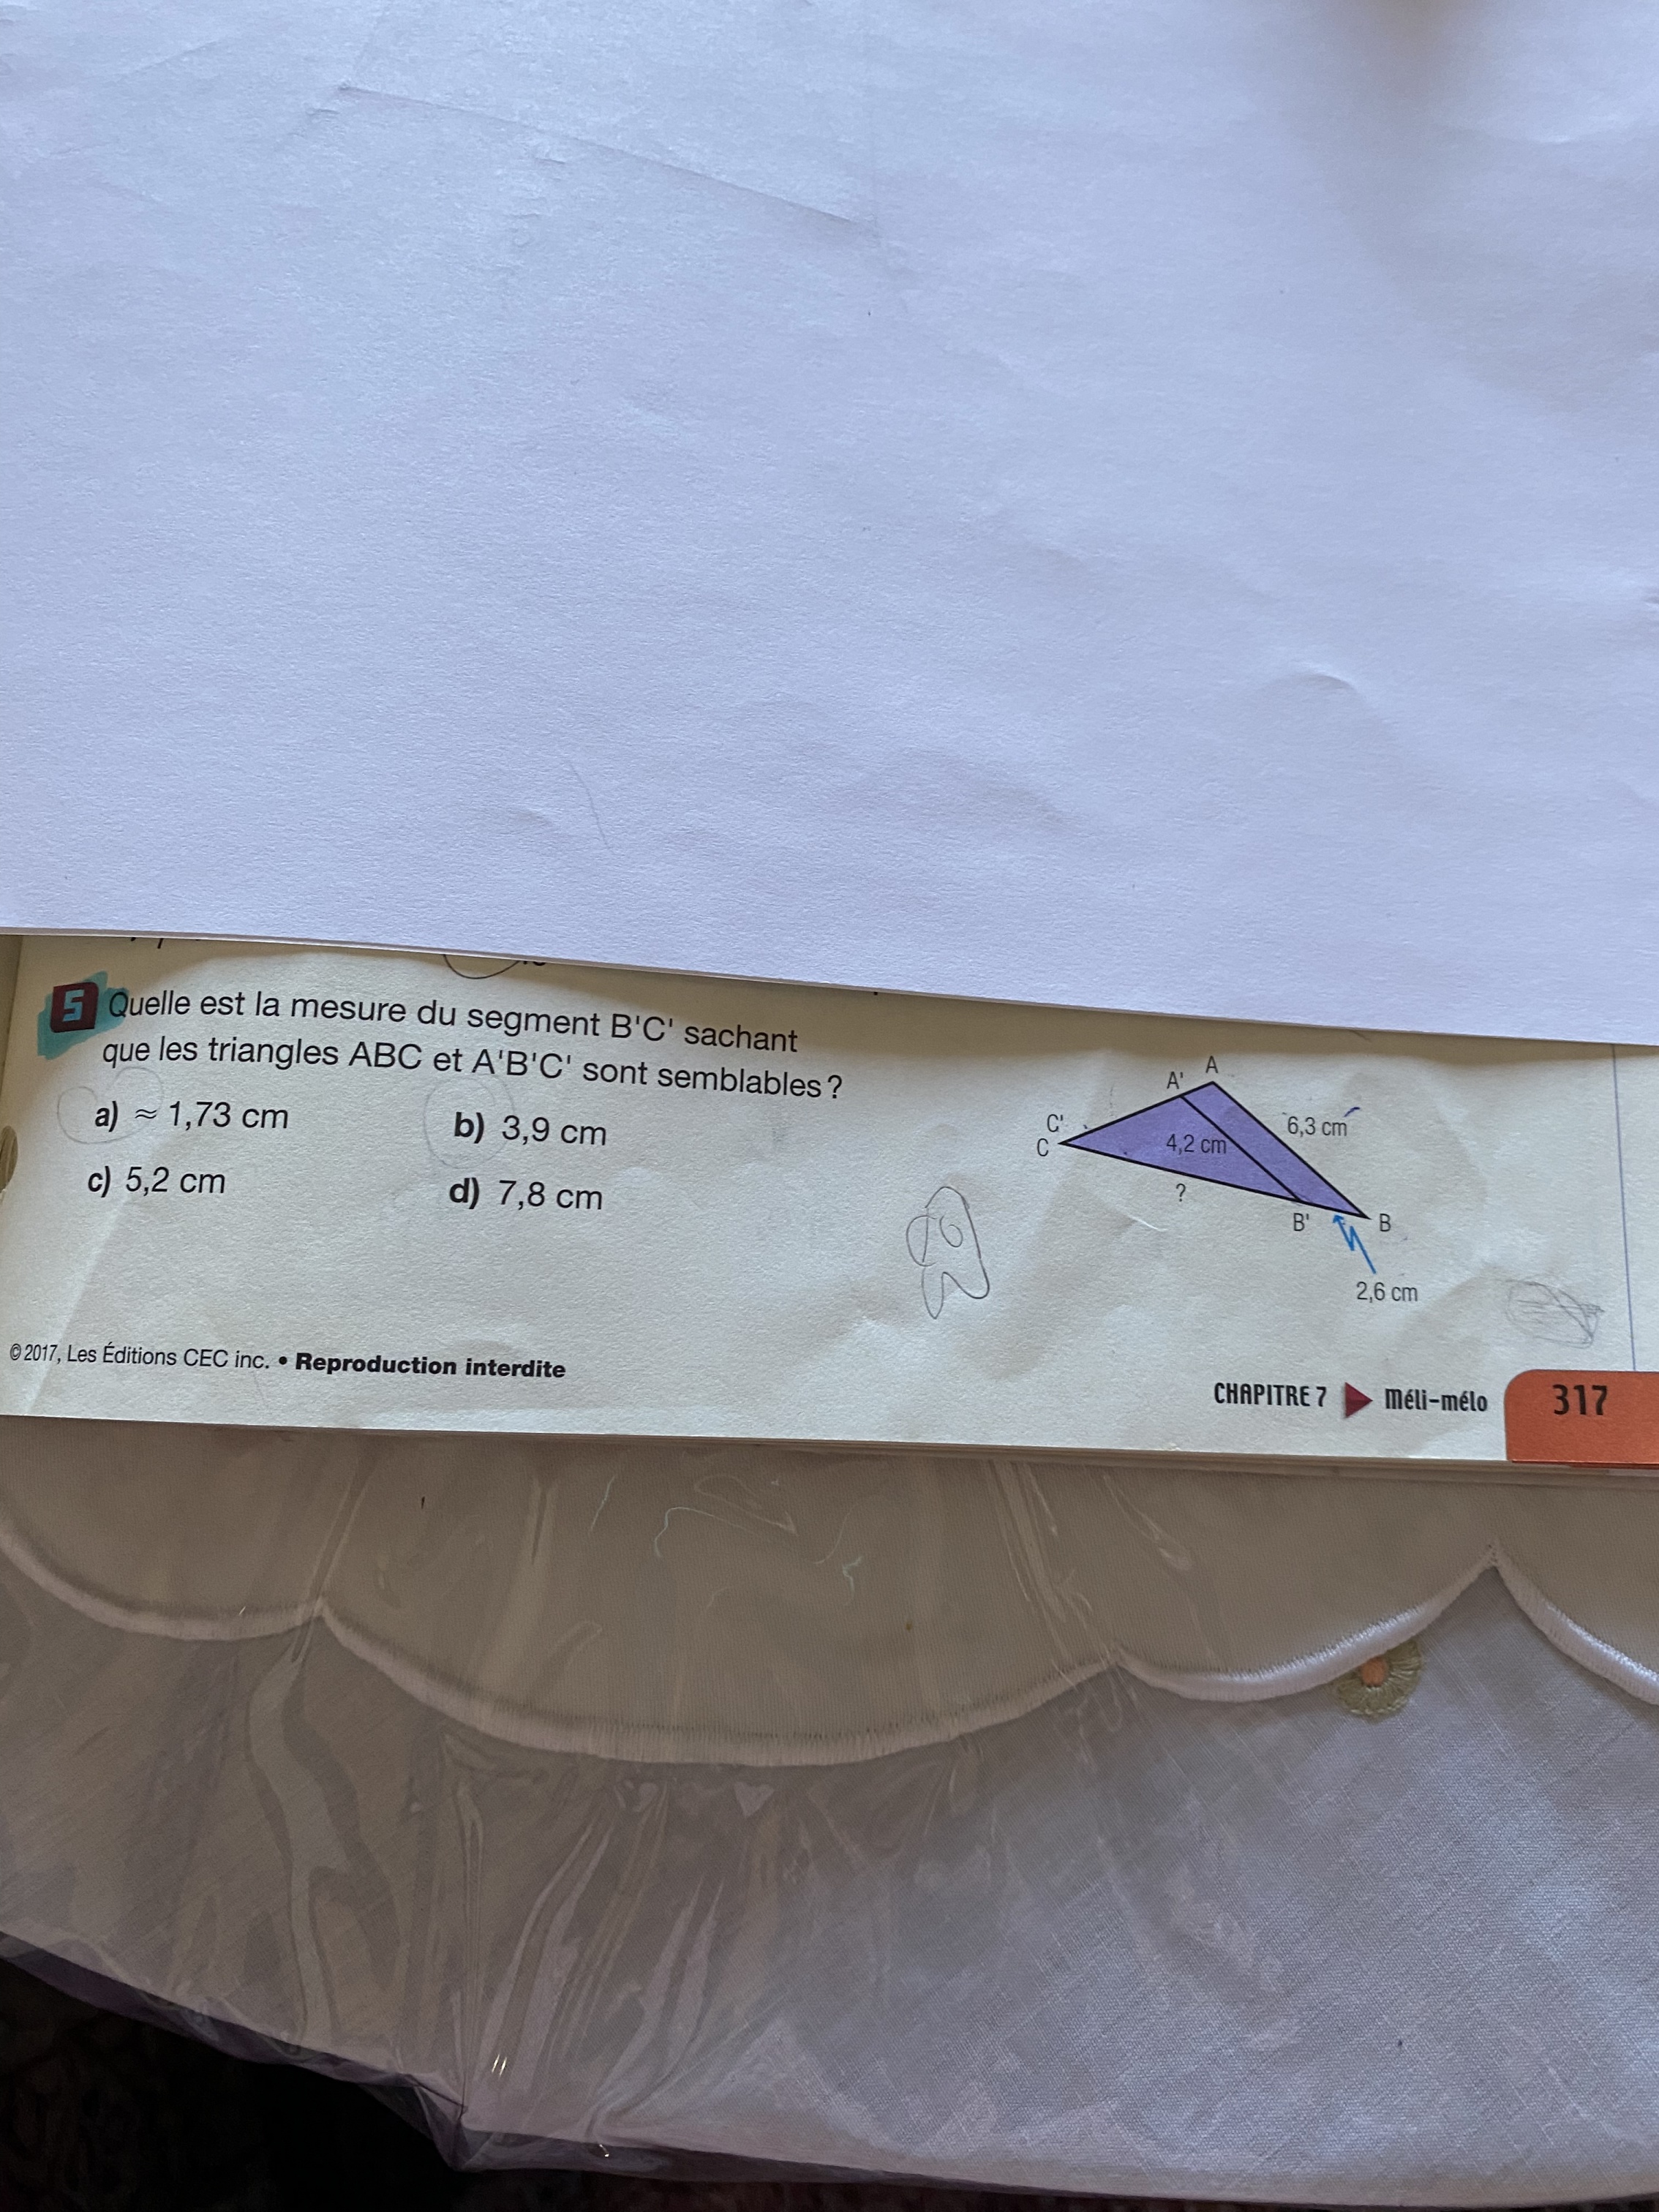 5 Quelle est la mesure du segment B'C' sachant
que les triangles ABC et A'B'C' sont semblables ?
a) ≈ 1,73 cm b) 3,9 cm
c) 5,2 cm d) 7,8 cm
A
A'
6,3 cm
C'
C
4,2 cm
?
B'
B
2,6 cm
© 2017, Les Éditions CEC inc. • Reproduction interdite
CHAPITRE 7 ▶ Méli-mélo 317